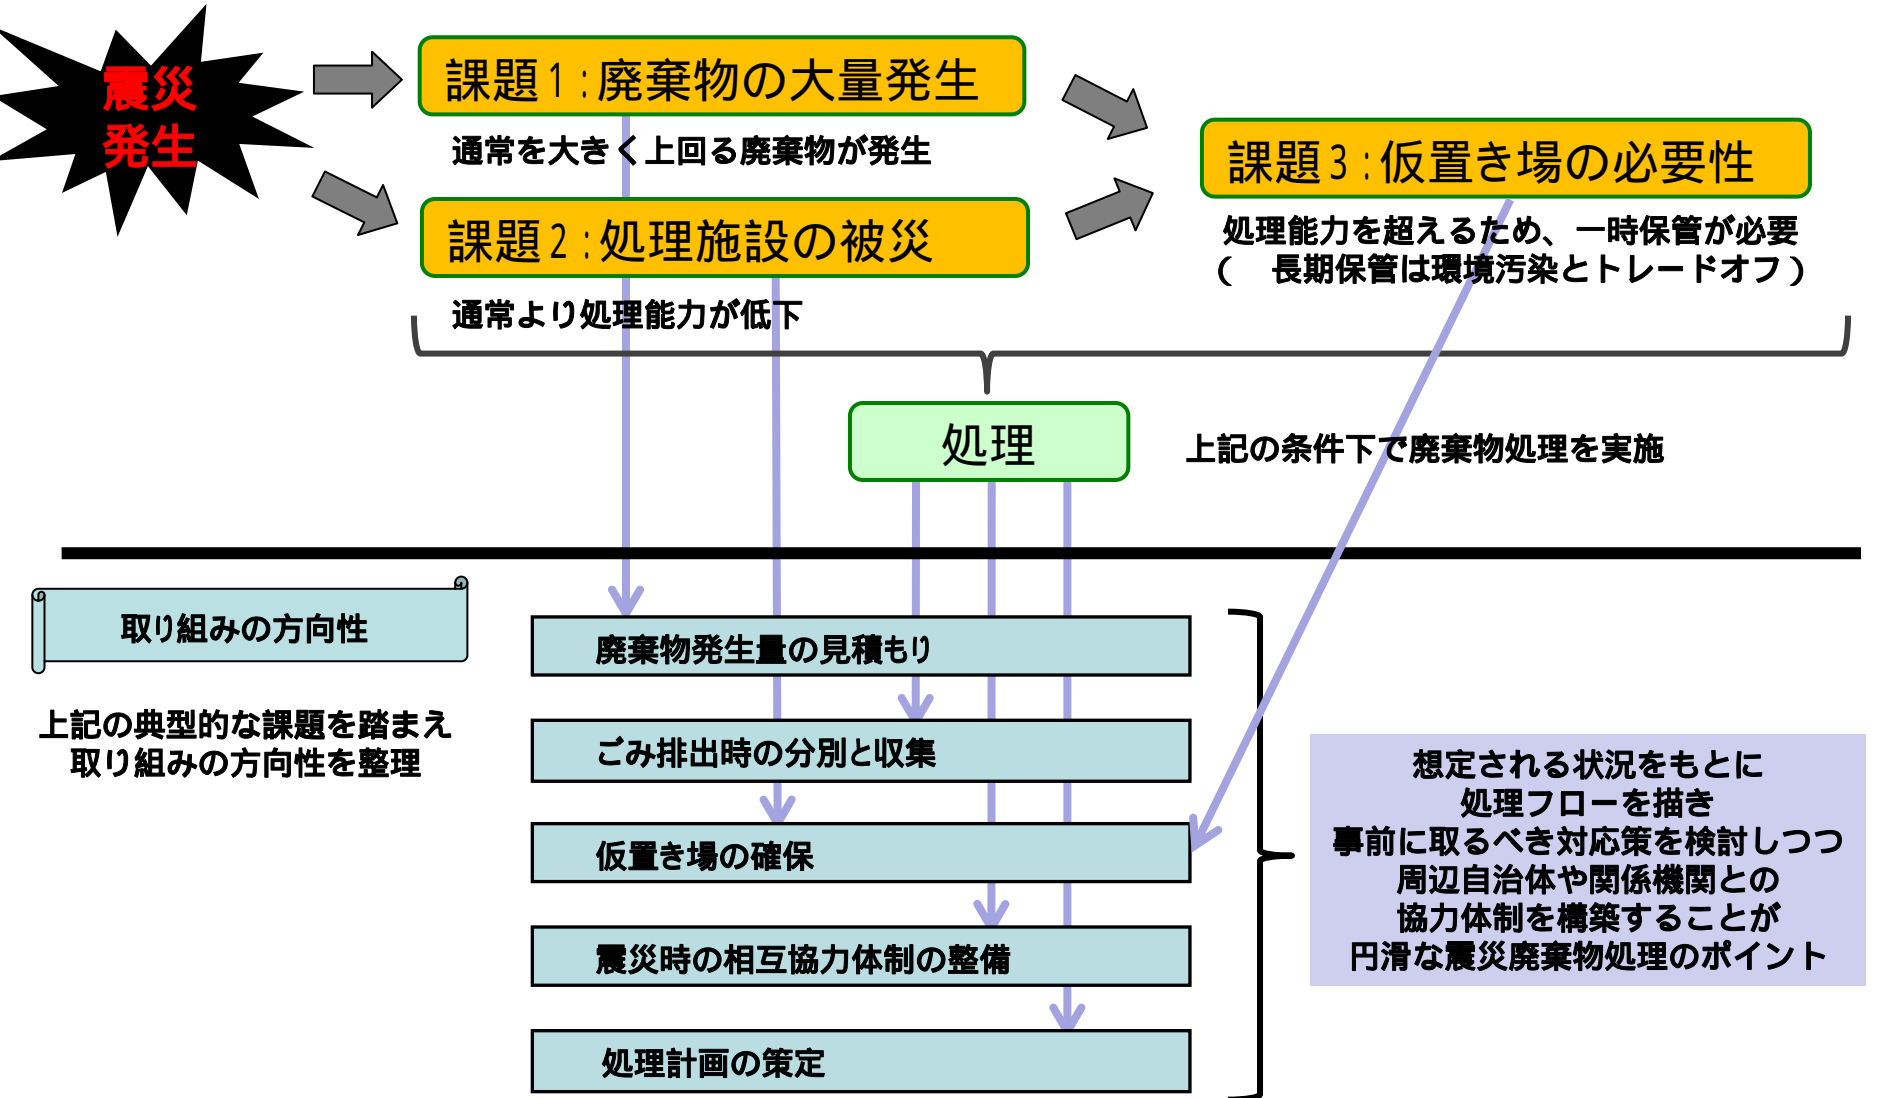 震災
発生
課題1：廃棄物の大量発生
通常を大きく上回る廃棄物が発生
課題2：処理施設の被災
通常より処理能力が低下
課題3：仮置き場の必要性
処理能力を超えるため、一時保管が必要
（　長期保管は環境汚染とトレードオフ）
処理
上記の条件下で廃棄物処理を実施
取り組みの方向性
上記の典型的な課題を踏まえ
取り組みの方向性を整理
廃棄物発生量の見積もり
ごみ排出時の分別と収集
仮置き場の確保
震災時の相互協力体制の整備
処理計画の策定
想定される状況をもとに
処理フローを描き
事前に取るべき対応策を検討しつつ
周辺自治体や関係機関との
協力体制を構築することが
円滑な震災廃棄物処理のポイント